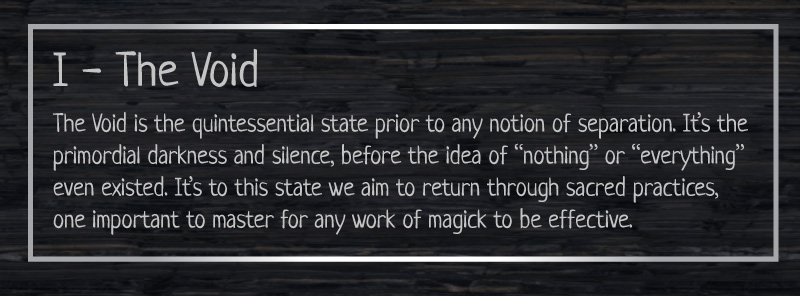 I – The Void
The Void is the quintessential state prior to any notion of separation. It’s the
primordial darkness and silence, before the idea of “nothing” or “everything”
even existed. It’s to this state we aim to return through sacred practices,
one important to master for any work of magick to be effective.